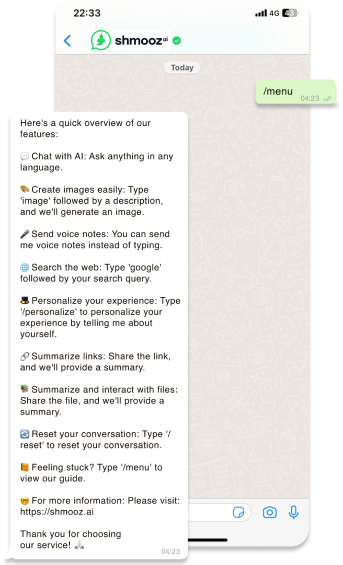 22:33
4G 43
shmooz ai
Today
/menu
04:23
Here's a quick overview of our
features:
💬 Chat with AI: Ask anything in any
language.
🎨 Create images easily: Type
'image' followed by a description,
and we'll generate an image.
🎤 Send voice notes: You can send
me voice notes instead of typing.
🌐 Search the web: Type 'google'
followed by your search query.
🎩 Personalize your experience: Type
'/personalize' to personalize your
experience by telling me about
yourself.
🔗 Summarize links: Share the link,
and we'll provide a summary.
📚 Summarize and interact with files:
Share the file, and we'll provide a
summary.
🔄 Reset your conversation: Type '/
reset' to reset your conversation.
📙 Feeling stuck? Type '/menu' to
view our guide.
🤓 For more information: Please visit:
https://shmooz.ai
Thank you for choosing
our service! 🙏🏻
04:23